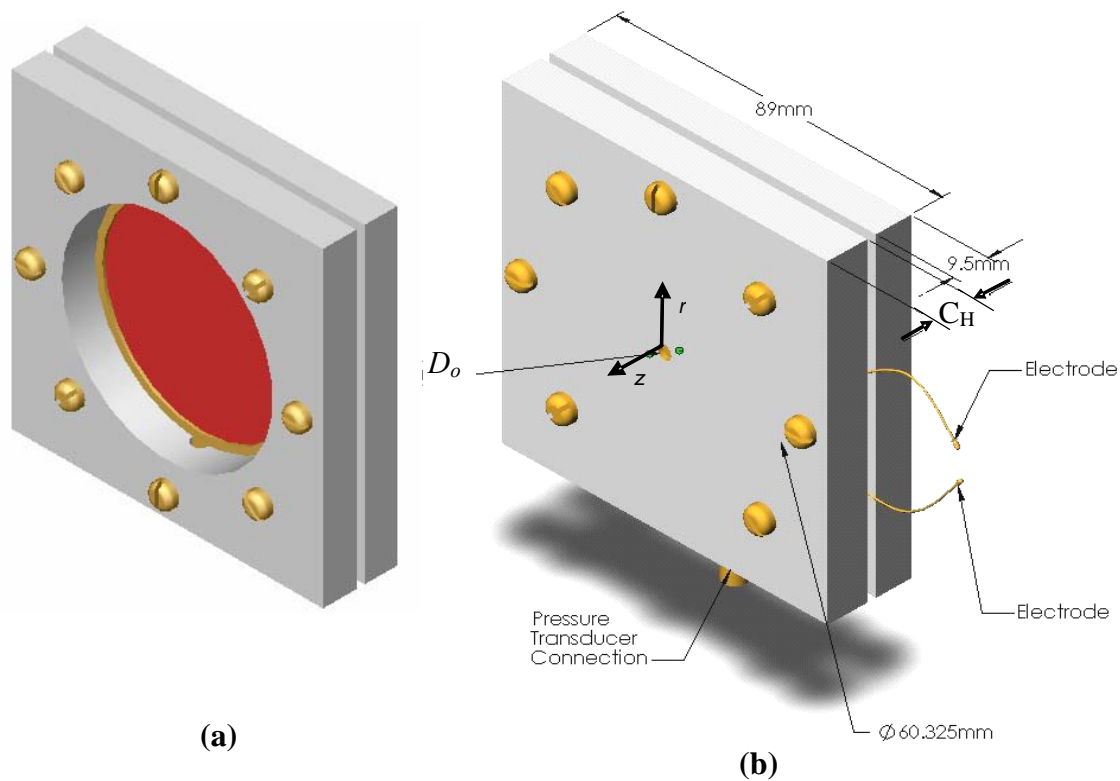 89mm
9.5mm
C_H
r
D_o
z
Electrode
Electrode
Pressure
Transducer
Connection
Ø60.325mm
(a)
(b)